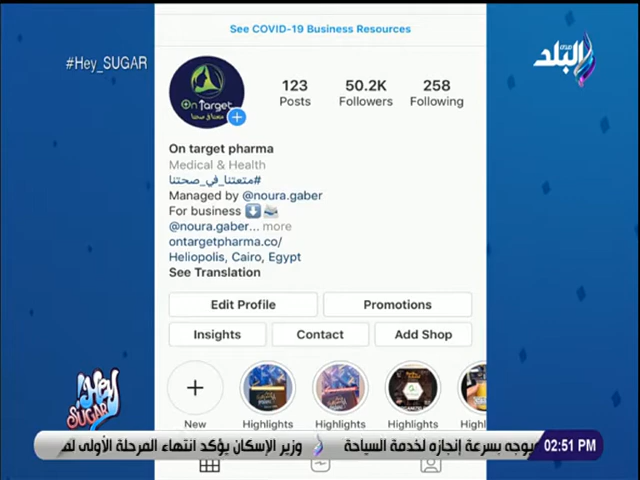 See COVID-19 Business Resources
#Hey_SUGAR
صدى البلد
On Target
معاك في سحنا
123 Posts
50.2K Followers
258 Following
On target pharma
Medical & Health
#متعتنا_في_صحتنا
Managed by @noura.gaber
For business
@noura.gaber... more
ontargetpharma.co/
Heliopolis, Cairo, Egypt
See Translation
Edit Profile Promotions
Insights Contact Add Shop
New Highlights Highlights Highlights Highl
Hey SUGAR
يوجه بسرعة إنجازه لخدمة السياحة وزير الإسكان يؤكد انتهاء المرحلة الأولى
02:51 PM